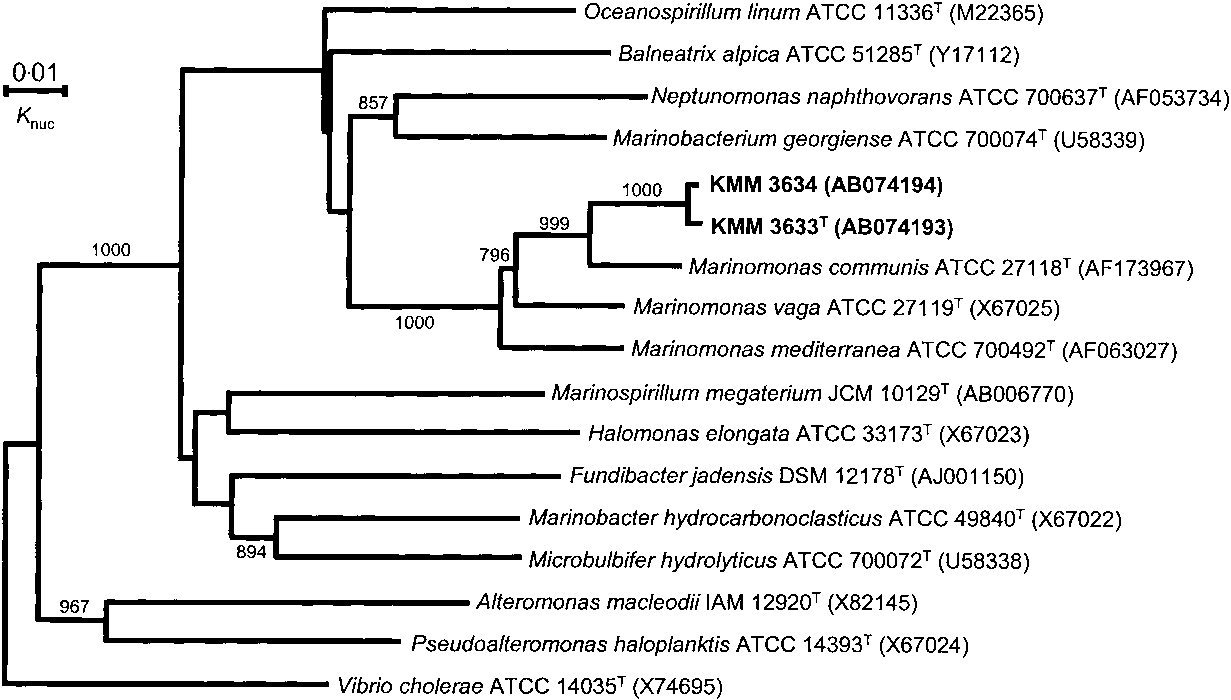 Oceanospirillum linum ATCC 11336ᵀ (M22365)
Balneatrix alpica ATCC 51285ᵀ (Y17112)
0·01
Knuc
857
Neptunomonas naphthovorans ATCC 700637ᵀ (AF053734)
Marinobacterium georgiense ATCC 700074ᵀ (U58339)
1000
KMM 3634 (AB074194)
999
KMM 3633ᵀ (AB074193)
796
Marinomonas communis ATCC 27118ᵀ (AF173967)
1000
Marinomonas vaga ATCC 27119ᵀ (X67025)
1000
Marinomonas mediterranea ATCC 700492ᵀ (AF063027)
Marinospirillum megaterium JCM 10129ᵀ (AB006770)
Halomonas elongata ATCC 33173ᵀ (X67023)
Fundibacter jadensis DSM 12178ᵀ (AJ001150)
Marinobacter hydrocarbonoclasticus ATCC 49840ᵀ (X67022)
894
Microbulbifer hydrolyticus ATCC 700072ᵀ (U58338)
967
Alteromonas macleodii IAM 12920ᵀ (X82145)
Pseudoalteromonas haloplanktis ATCC 14393ᵀ (X67024)
Vibrio cholerae ATCC 14035ᵀ (X74695)